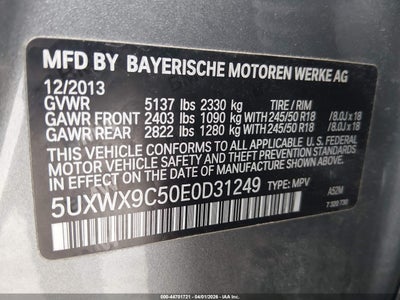 MFD BY BAYERISCHE MOTOREN WERKE AG
12/2013
GVWR 5137 lbs 2330 kg TIRE / RIM
GAWR FRONT 2403 lbs 1090 kg WITH 245/50 R18 / 8.0J x 18
GAWR REAR 2822 lbs 1280 kg WITH 245/50 R18 / 8.0J x 18
THIS VEHICLE CONFORMS TO ALL APPLICABLE
U. S. FEDERAL MOTOR VEHICLE SAFETY
STANDARDS IN EFFECT ON THE DATE OF
MANUFACTURE SHOWN ABOVE.
5UXWX9C50E0D31249 TYPE: MPV
A52M
000-44701721 - 04/01/2026 - IAA, Inc.